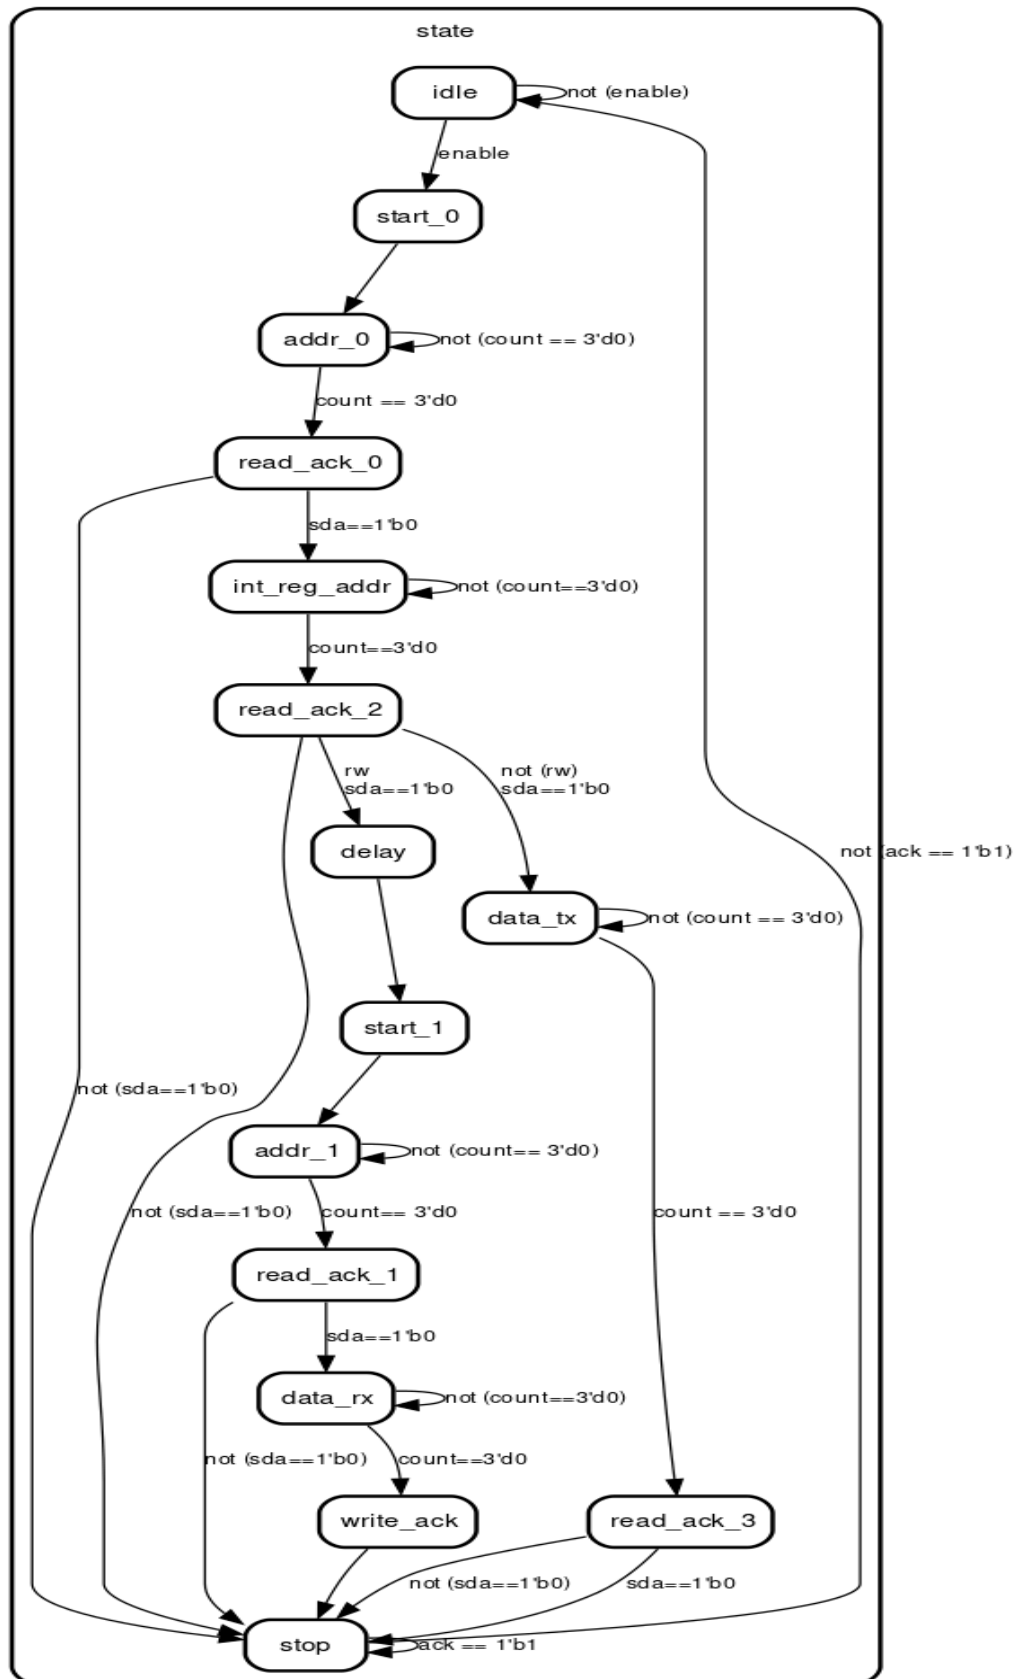 state
idle
not (enable)
enable
start_0
addr_0
not (count == 3'd0)
count == 3'd0
read_ack_0
sda==1'b0
int_reg_addr
not (count==3'd0)
count==3'd0
read_ack_2
rw
sda==1'b0
not (rw)
sda==1'b0
delay
not (ack == 1'b1)
data_tx
not (count == 3'd0)
start_1
not (sda==1'b0)
addr_1
not (count== 3'd0)
not (sda==1'b0)
count== 3'd0
count == 3'd0
read_ack_1
sda==1'b0
data_rx
not (count==3'd0)
not (sda==1'b0)
count==3'd0
write_ack
read_ack_3
not (sda==1'b0)
sda==1'b0
stop
ack == 1'b1